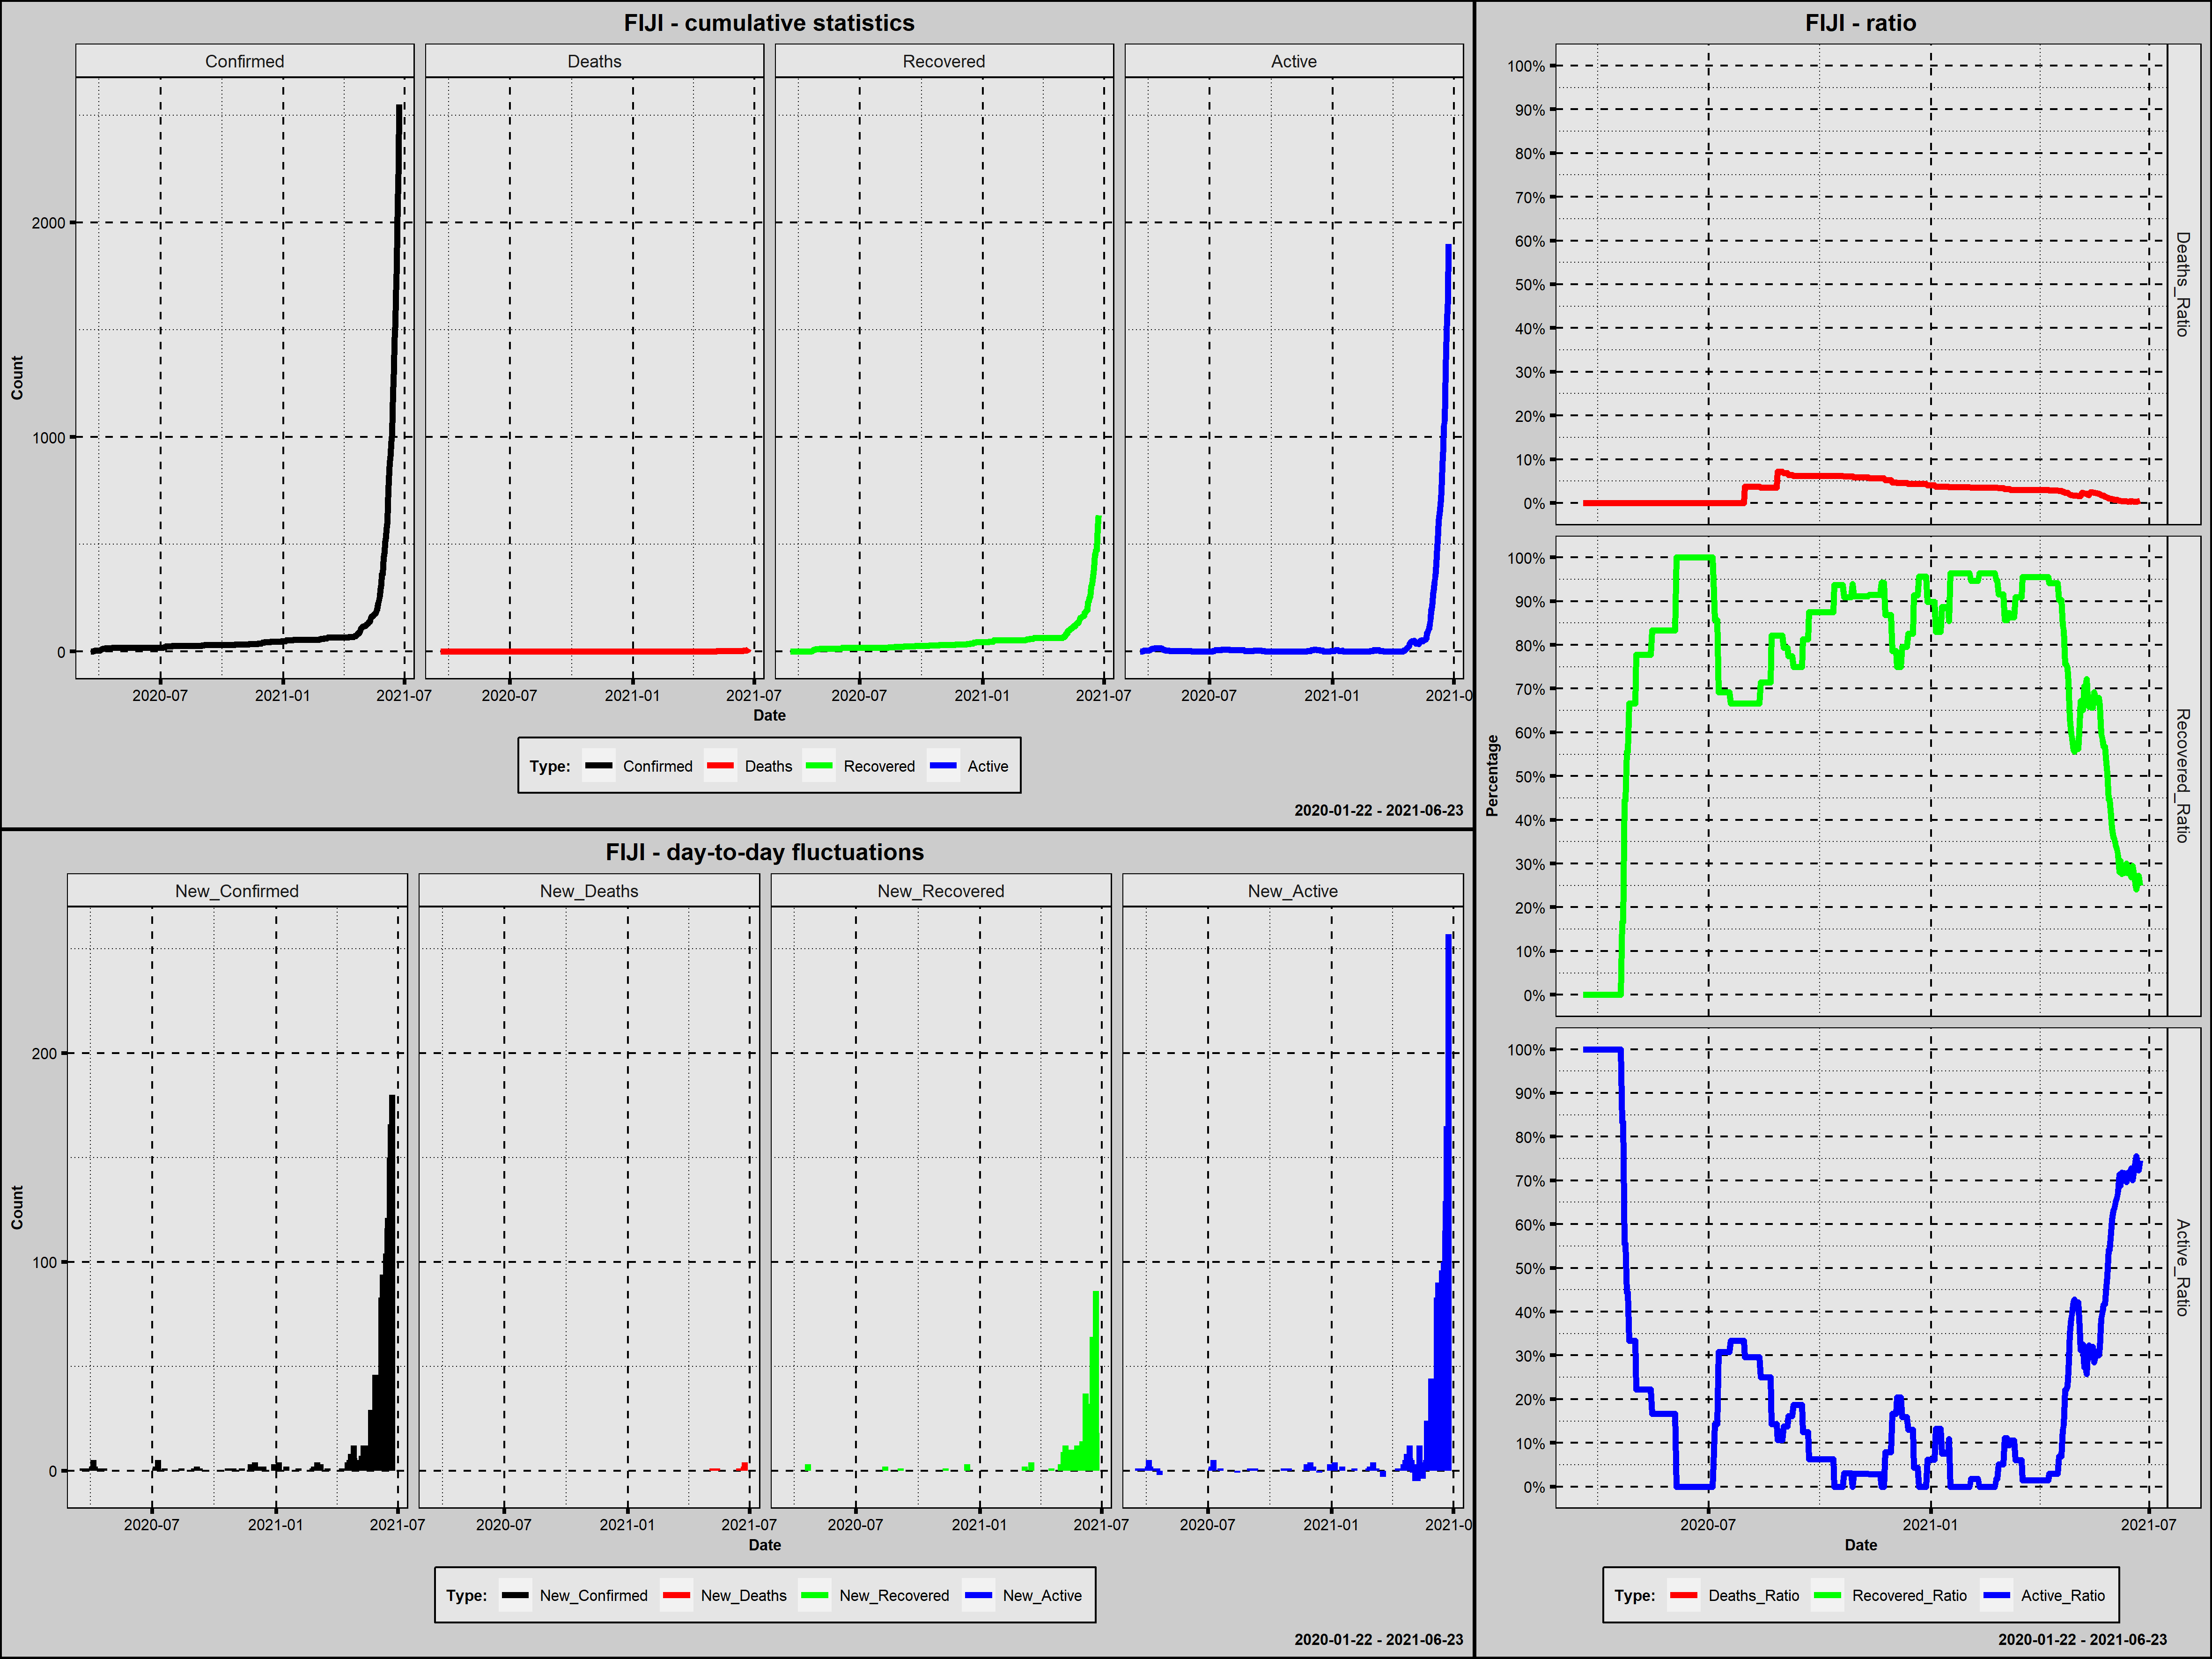 FIJI - cumulative statistics
Confirmed Deaths Recovered Active
Count
2000
1000
0
2020-07 2021-01 2021-07 2020-07 2021-01 2021-07 2020-07 2021-01 2021-07 2020-07 2021-01 2021-0
Date
Type: Confirmed Deaths Recovered Active
2020-01-22 - 2021-06-23
FIJI - day-to-day fluctuations
New_Confirmed New_Deaths New_Recovered New_Active
Count
200
100
0
2020-07 2021-01 2021-07 2020-07 2021-01 2021-07 2020-07 2021-01 2021-07 2020-07 2021-01 2021-0
Date
Type: New_Confirmed New_Deaths New_Recovered New_Active
2020-01-22 - 2021-06-23
FIJI - ratio
Percentage
100%
90%
80%
70%
60%
50%
40%
30%
20%
10%
0%
Deaths_Ratio
100%
90%
80%
70%
60%
50%
40%
30%
20%
10%
0%
Recovered_Ratio
100%
90%
80%
70%
60%
50%
40%
30%
20%
10%
0%
Active_Ratio
2020-07 2021-01 2021-07
Date
Type: Deaths_Ratio Recovered_Ratio Active_Ratio
2020-01-22 - 2021-06-23